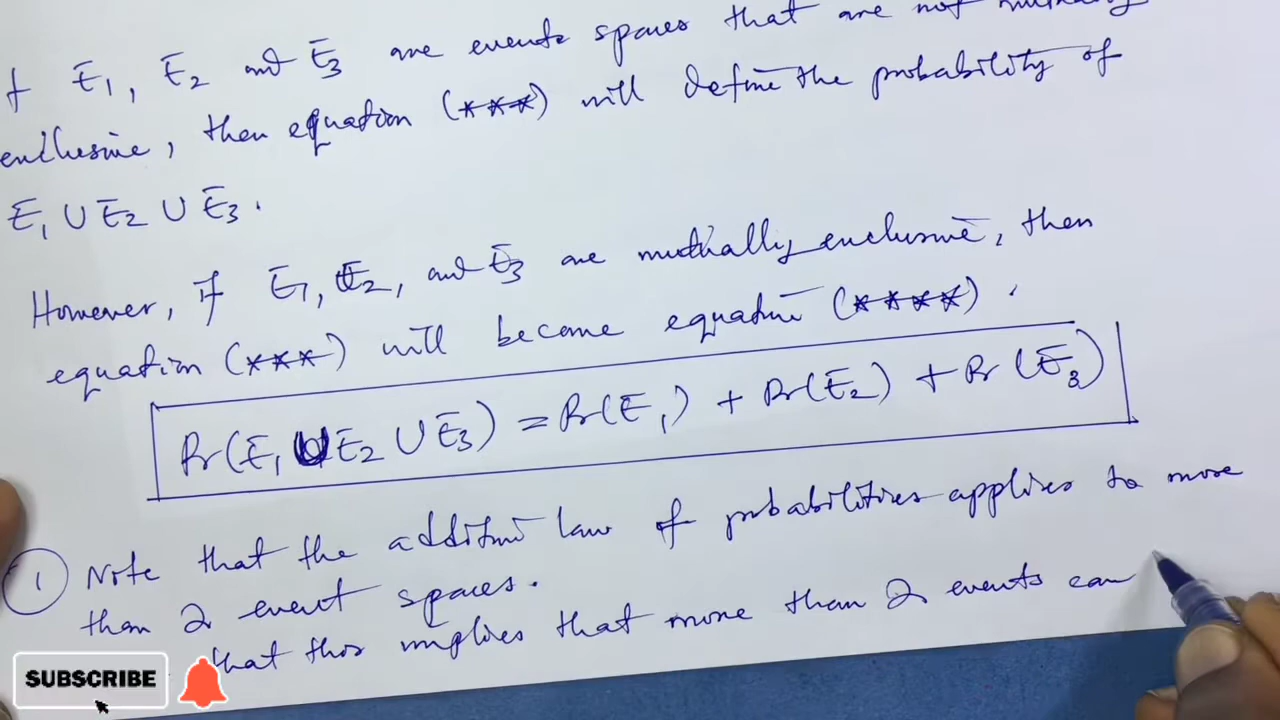 If E1, E2 and E3 are events spaces that are not mutually
exclusive, then equation (***) will define the probability of
E1 U E2 U E3.
However, if E1, E2, and E3 are mutually exclusive, then
equation (***) will become equation (****).
Pr(E1 U E2 U E3) = Pr(E1) + Pr(E2) + Pr(E3)
1 Note that the additive law of probabilities applies to more
than 2 event spaces.
that this implies that more than 2 events can
SUBSCRIBE